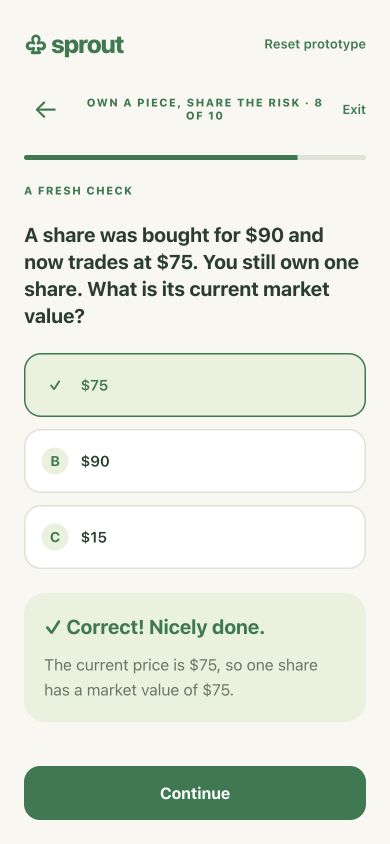 sprout
Reset prototype
OWN A PIECE, SHARE THE RISK · 8
OF 10
Exit
A FRESH CHECK
A share was bought for $90 and
now trades at $75. You still own one
share. What is its current market
value?
$75
B $90
C $15
Correct! Nicely done.
The current price is $75, so one share
has a market value of $75.
Continue